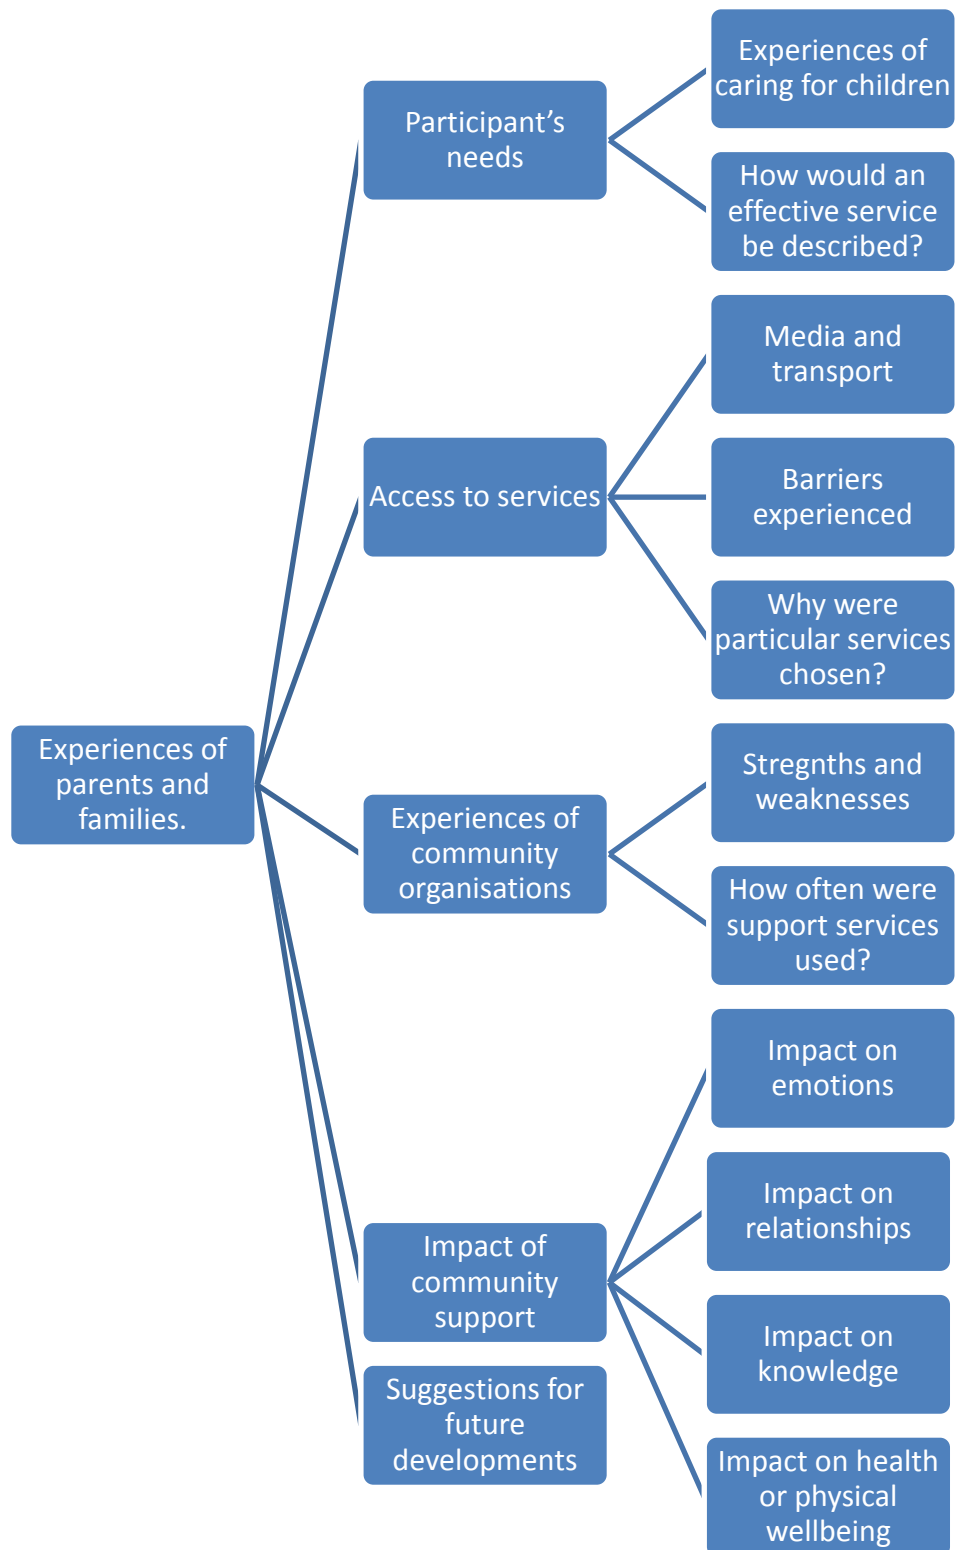 Experiences of
parents and
families.
Participant's
needs
Experiences of
caring for children
How would an
effective service
be described?
Access to services
Media and
transport
Barriers
experienced
Why were
particular services
chosen?
Experiences of
community
organisations
Stregnths and
weaknesses
How often were
support services
used?
Impact of
community
support
Impact on
emotions
Impact on
relationships
Impact on
knowledge
Impact on health
or physical
wellbeing
Suggestions for
future
developments